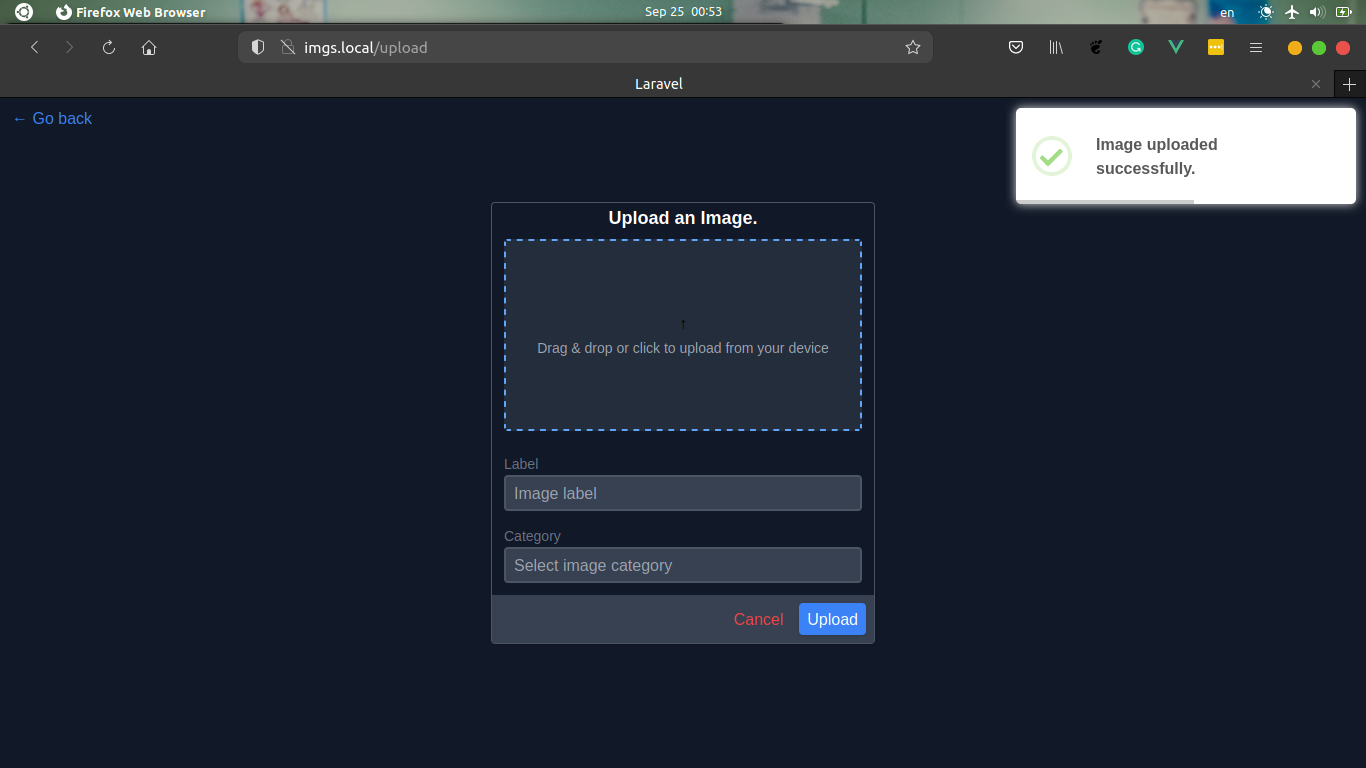 Firefox Web Browser
Sep 25 00:53
en
imgs.local/upload
Laravel
← Go back
Image uploaded
successfully.
Upload an Image.
↑
Drag & drop or click to upload from your device
Label
Image label
Category
Select image category
Cancel
Upload